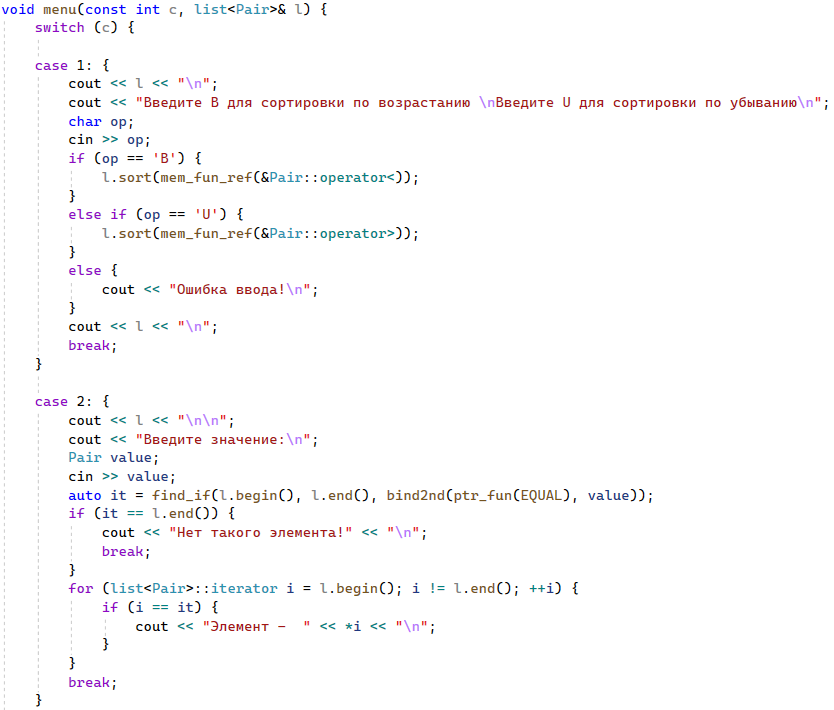 void menu(const int c, list<Pair>& l) {
    switch (c) {

    case 1: {
        cout << l << "\n";
        cout << "Введите B для сортировки по возрастанию \nВведите U для сортировки по убыванию\n";
        char op;
        cin >> op;
        if (op == 'B') {
            l.sort(mem_fun_ref(&Pair::operator<));
        }
        else if (op == 'U') {
            l.sort(mem_fun_ref(&Pair::operator>));
        }
        else {
            cout << "Ошибка ввода!\n";
        }
        cout << l << "\n";
        break;
    }

    case 2: {
        cout << l << "\n\n";
        cout << "Введите значение:\n";
        Pair value;
        cin >> value;
        auto it = find_if(l.begin(), l.end(), bind2nd(ptr_fun(EQUAL), value));
        if (it == l.end()) {
            cout << "Нет такого элемента!" << "\n";
            break;
        }
        for (list<Pair>::iterator i = l.begin(); i != l.end(); ++i) {
            if (i == it) {
                cout << "Элемент –  " << *i << "\n";
            }
        }
        break;
    }